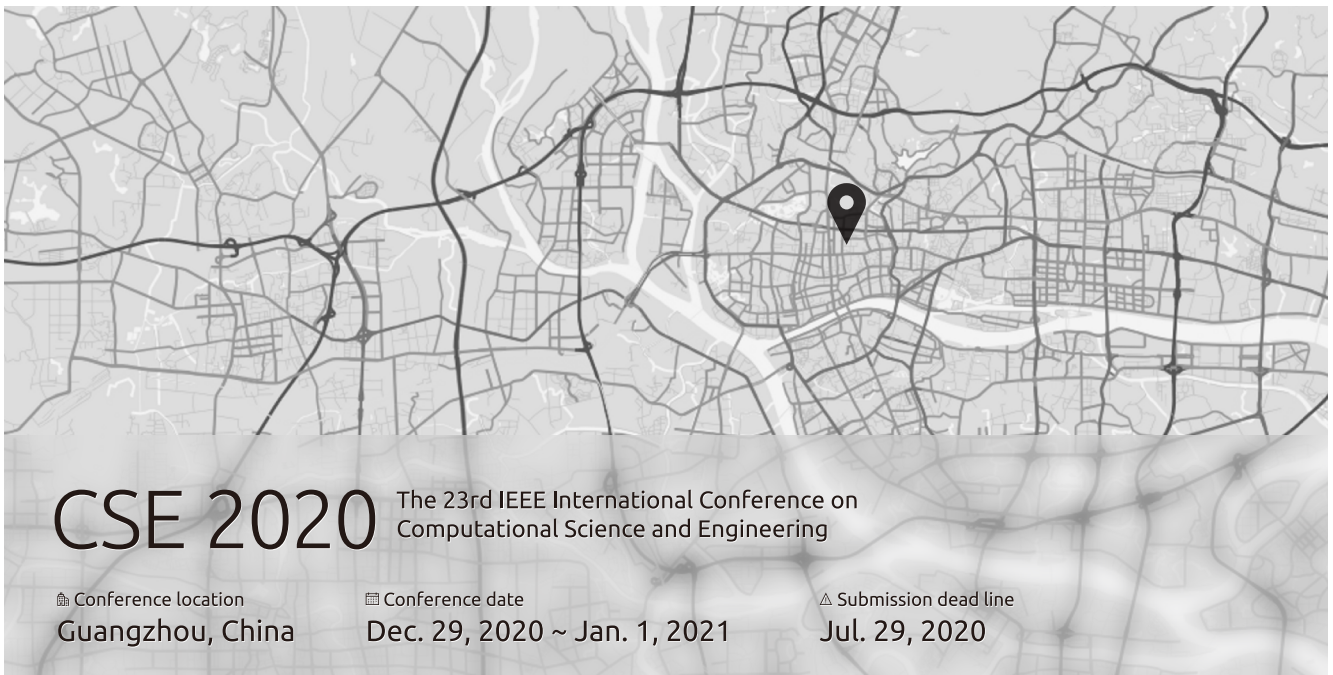 CSE 2020
The 23rd IEEE International Conference on
Computational Science and Engineering
Conference location
Guangzhou, China
Conference date
Dec. 29, 2020 ~ Jan. 1, 2021
Submission dead line
Jul. 29, 2020